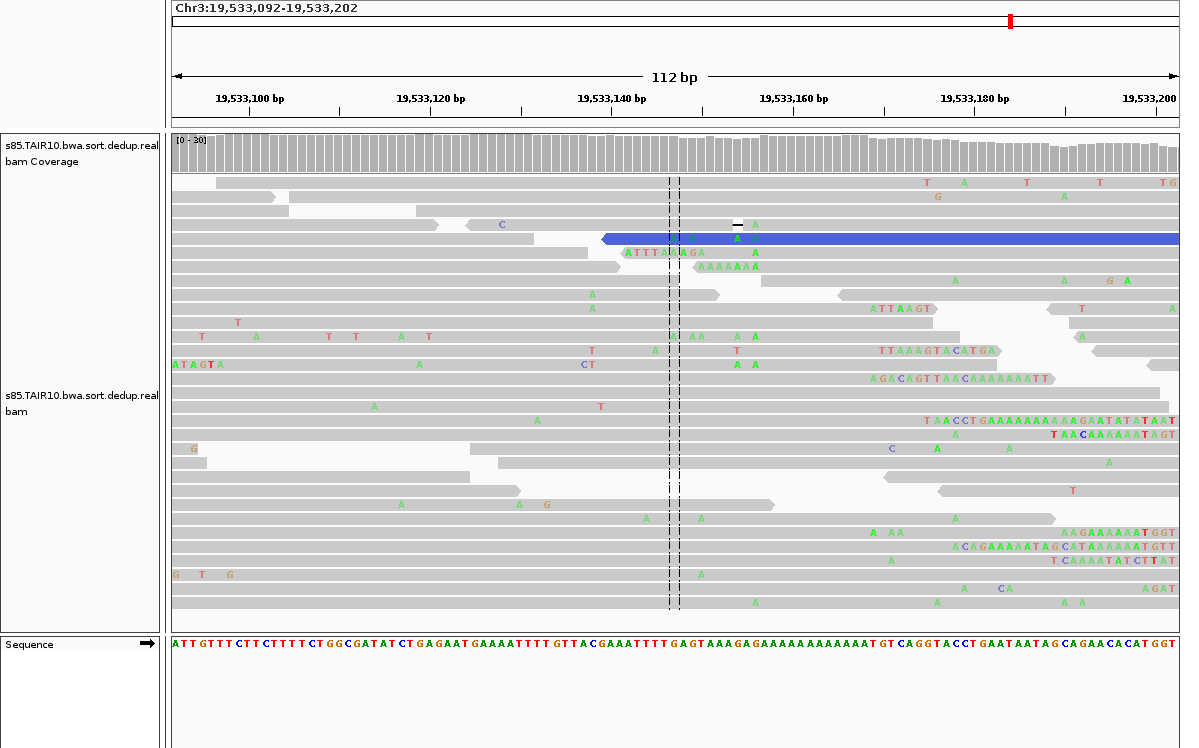 Chr3:19,533,092-19,533,202
112 bp
19,533,100 bp 19,533,120 bp 19,533,140 bp 19,533,160 bp 19,533,180 bp 19,533,200
s85.TAIR10.bwa.sort.dedup.real
bam Coverage
[0 - 30]
T A T T TG
G A
C A
A A
ATTTAAAGA A
AAAAAAA
A A G A
A
A ATTAAGT T A
T
T A T T A T A AA A A A
T A T TTAAAGTACATGA
ATAGTA A CT A A
AGACAGTTAACAAAAAAATT
s85.TAIR10.bwa.sort.dedup.real
bam
A T
A TAACCTGAAAAAAAAAAGAATATATAAT
A TAACAAAAAATAGT
G C A A
A
T
A A G
A A A
A AA AAGAAAAAATGGT
ACAGAAAAATAGCATAAAAAATGTT
A TCAAAATATCTTAT
G T G A
A CA AGAT
A A A A
Sequence
ATTGTTTCTTCTTTTCTGGCGATATCTGAGAATGAAAATTTTGTTACGAAATTTTGAGTAAAGAGAAAAAAAAAAAATGTCAGGTACCTGAATAATAGCAGAACACATGGT